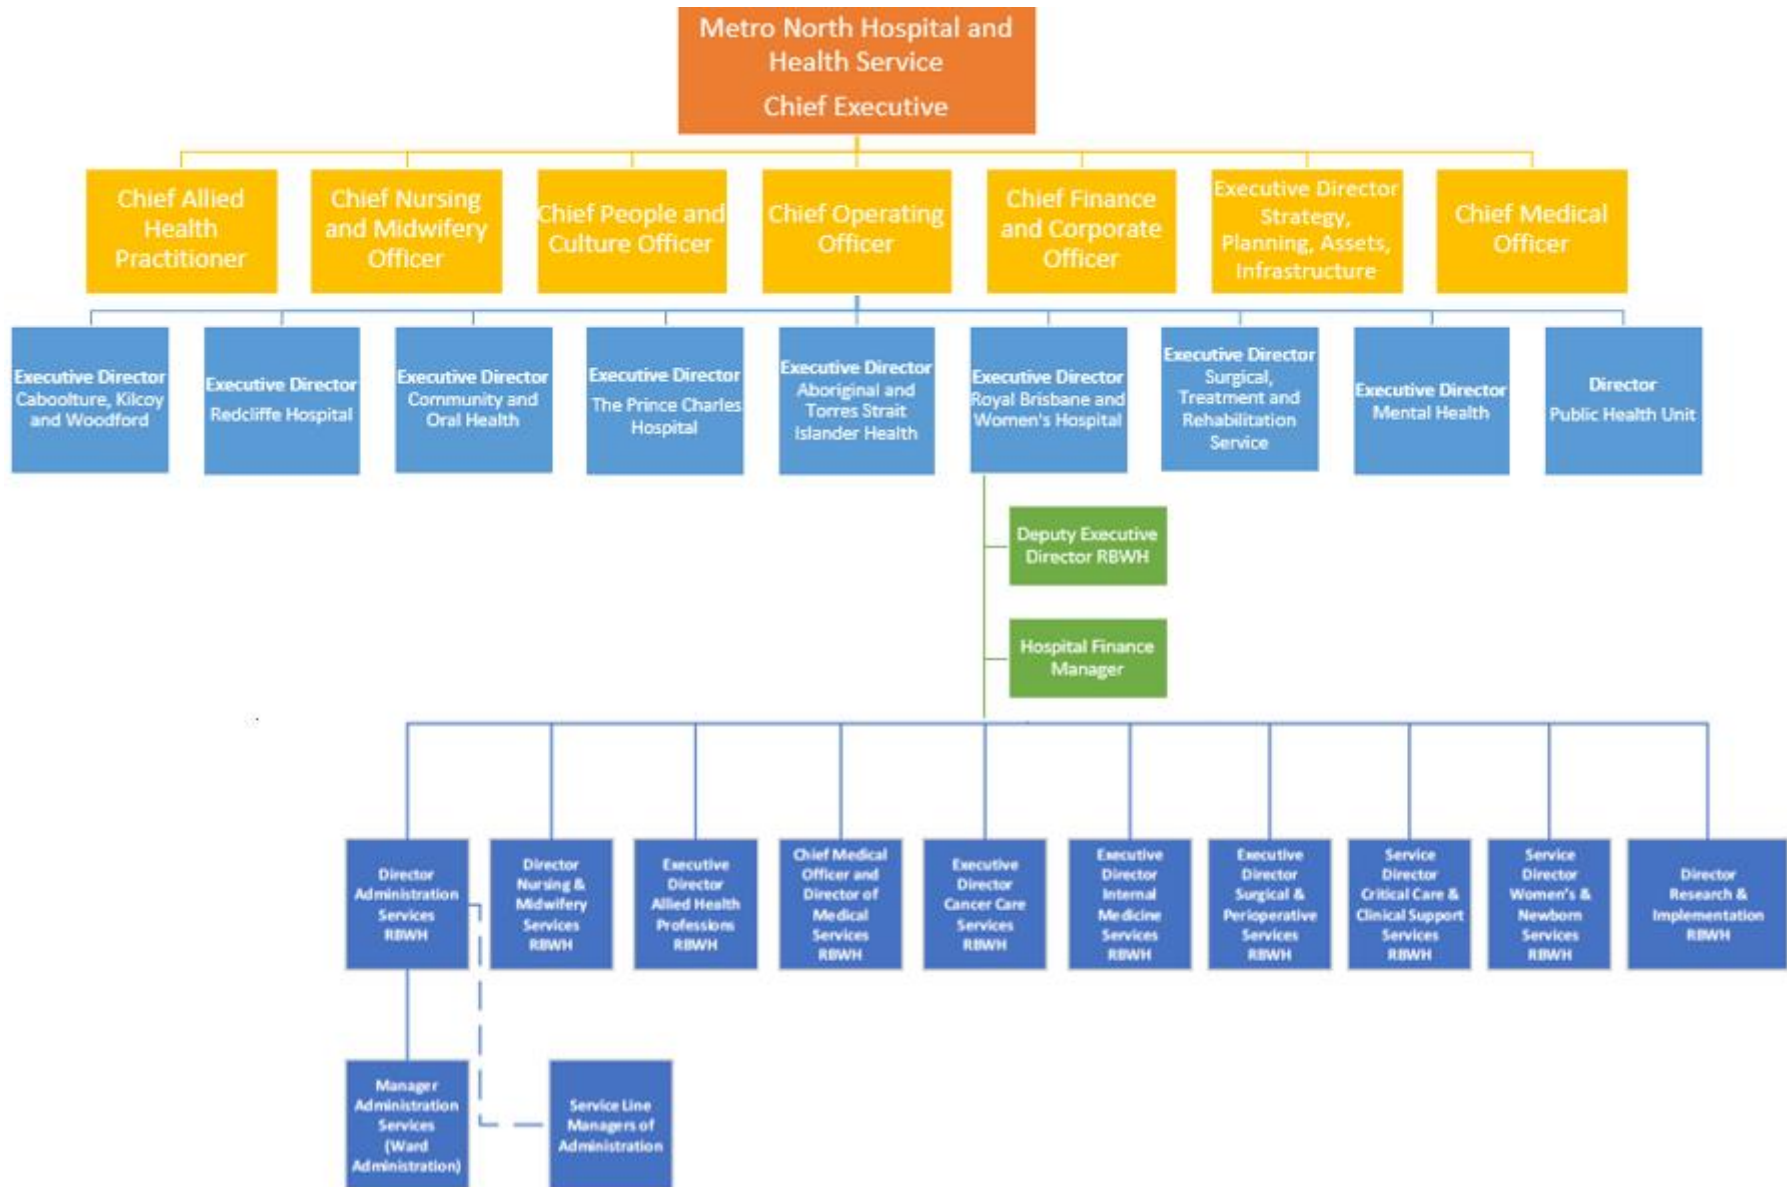 Metro North Hospital and
Health Service
Chief Executive
Chief Allied
Health
Practitioner
Chief Nursing
and Midwifery
Officer
Chief People and
Culture Officer
Chief Operating
Officer
Chief Finance
and Corporate
Officer
Executive Director
Strategy,
Planning, Assets,
Infrastructure
Chief Medical
Officer
Executive Director
Caboolture, Kilcoy
and Woodford
Executive Director
Redcliffe Hospital
Executive Director
Community and
Oral Health
Executive Director
The Prince Charles
Hospital
Executive Director
Aboriginal and
Torres Strait
Islander Health
Executive Director
Royal Brisbane and
Women's Hospital
Executive Director
Surgical,
Treatment and
Rehabilitation
Service
Executive Director
Mental Health
Director
Public Health Unit
Deputy Executive
Director RBWH
Hospital Finance
Manager
Director
Administration
Services
RBWH
Director
Nursing &
Midwifery
Services
RBWH
Executive
Director
Allied Health
Professions
RBWH
Chief Medical
Officer and
Director of
Medical
Services
RBWH
Executive
Director
Cancer Care
Services
RBWH
Executive
Director
Internal
Medicine
Services
RBWH
Executive
Director
Surgical &
Perioperative
Services
RBWH
Service
Director
Critical Care &
Clinical Support
Services
RBWH
Service
Director
Women's &
Newborn
Services
RBWH
Director
Research &
Implementation
RBWH
Manager
Administration
Services
(Ward
Administration)
Service Line
Managers of
Administration